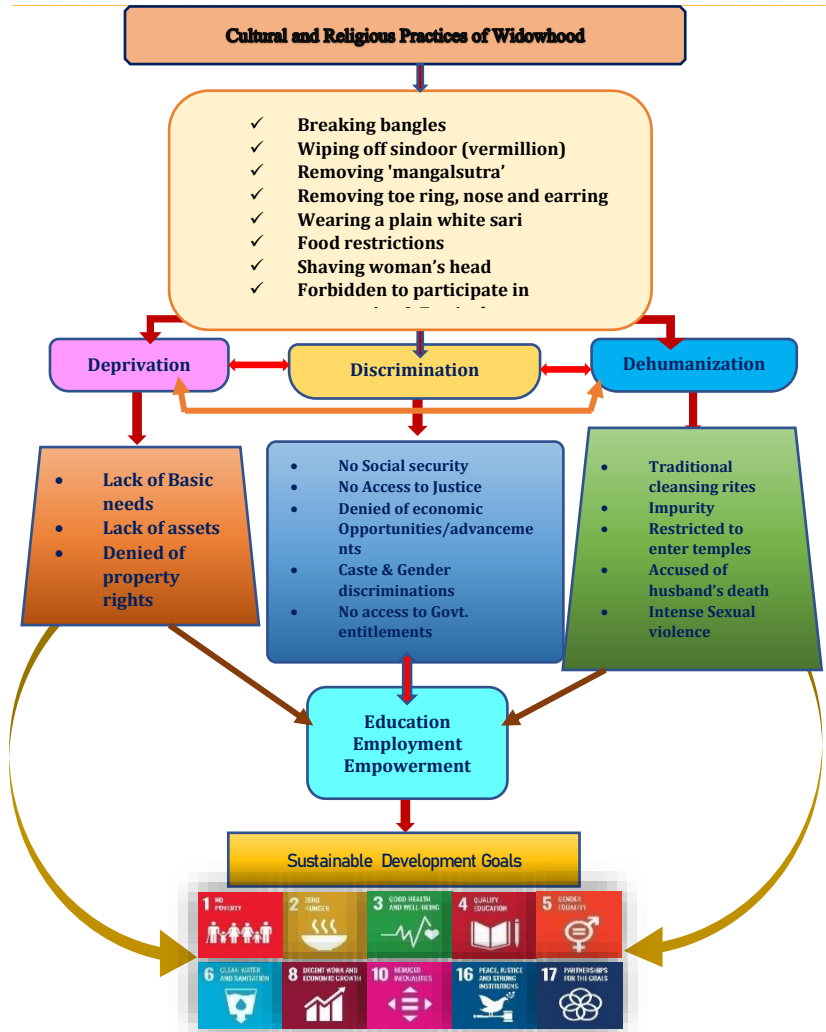 Cultural and Religious Practices of Widowhood
✓ Breaking bangles
✓ Wiping off sindoor (vermillion)
✓ Removing 'mangalsutra’
✓ Removing toe ring, nose and earring
✓ Wearing a plain white sari
✓ Food restrictions
✓ Shaving woman’s head
✓ Forbidden to participate in
Deprivation
Discrimination
Dehumanization
• Lack of Basic
needs
• Lack of assets
• Denied of
property
rights
• No Social security
• No Access to Justice
• Denied of economic
Opportunities/advanceme
nts
• Caste & Gender
discriminations
• No access to Govt.
entitlements
• Traditional
cleansing rites
• Impurity
• Restricted to
enter temples
• Accused of
husband’s death
• Intense Sexual
violence
Education
Employment
Empowerment
Sustainable Development Goals
1 NO
POVERTY
2 ZERO
HUNGER
3 GOOD HEALTH
AND WELL-BEING
4 QUALITY
EDUCATION
5 GENDER
EQUALITY
6 CLEAN WATER
AND SANITATION
8 DECENT WORK AND
ECONOMIC GROWTH
10 REDUCED
INEQUALITIES
16 PEACE, JUSTICE
AND STRONG
INSTITUTIONS
17 PARTNERSHIPS
FOR THE GOALS